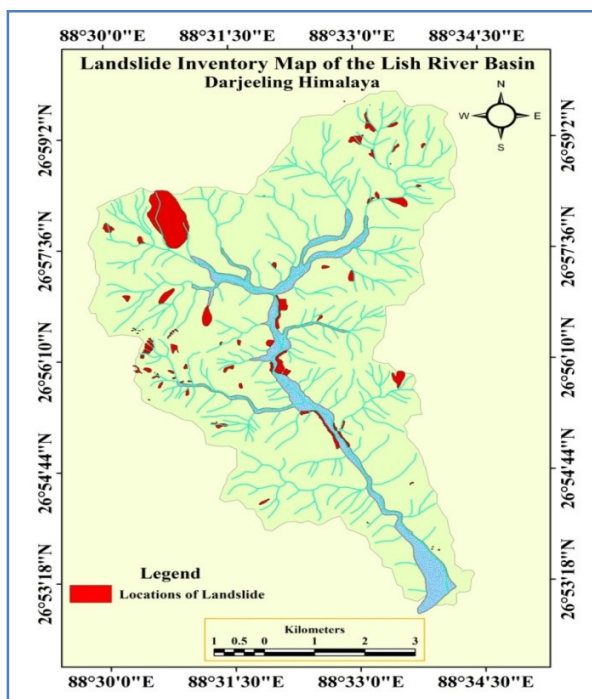 88°30'0"E 88°31'30"E 88°33'0"E 88°34'30"E
Landslide Inventory Map of the Lish River Basin
Darjeeling Himalaya
N
W E
S
26°59'2"N 26°59'2"N
26°57'36"N 26°57'36"N
26°56'10"N 26°56'10"N
26°54'44"N 26°54'44"N
26°53'18"N 26°53'18"N
Legend
Locations of Landslide
Kilometers
1 0.5 0 1 2 3
88°30'0"E 88°31'30"E 88°33'0"E 88°34'30"E